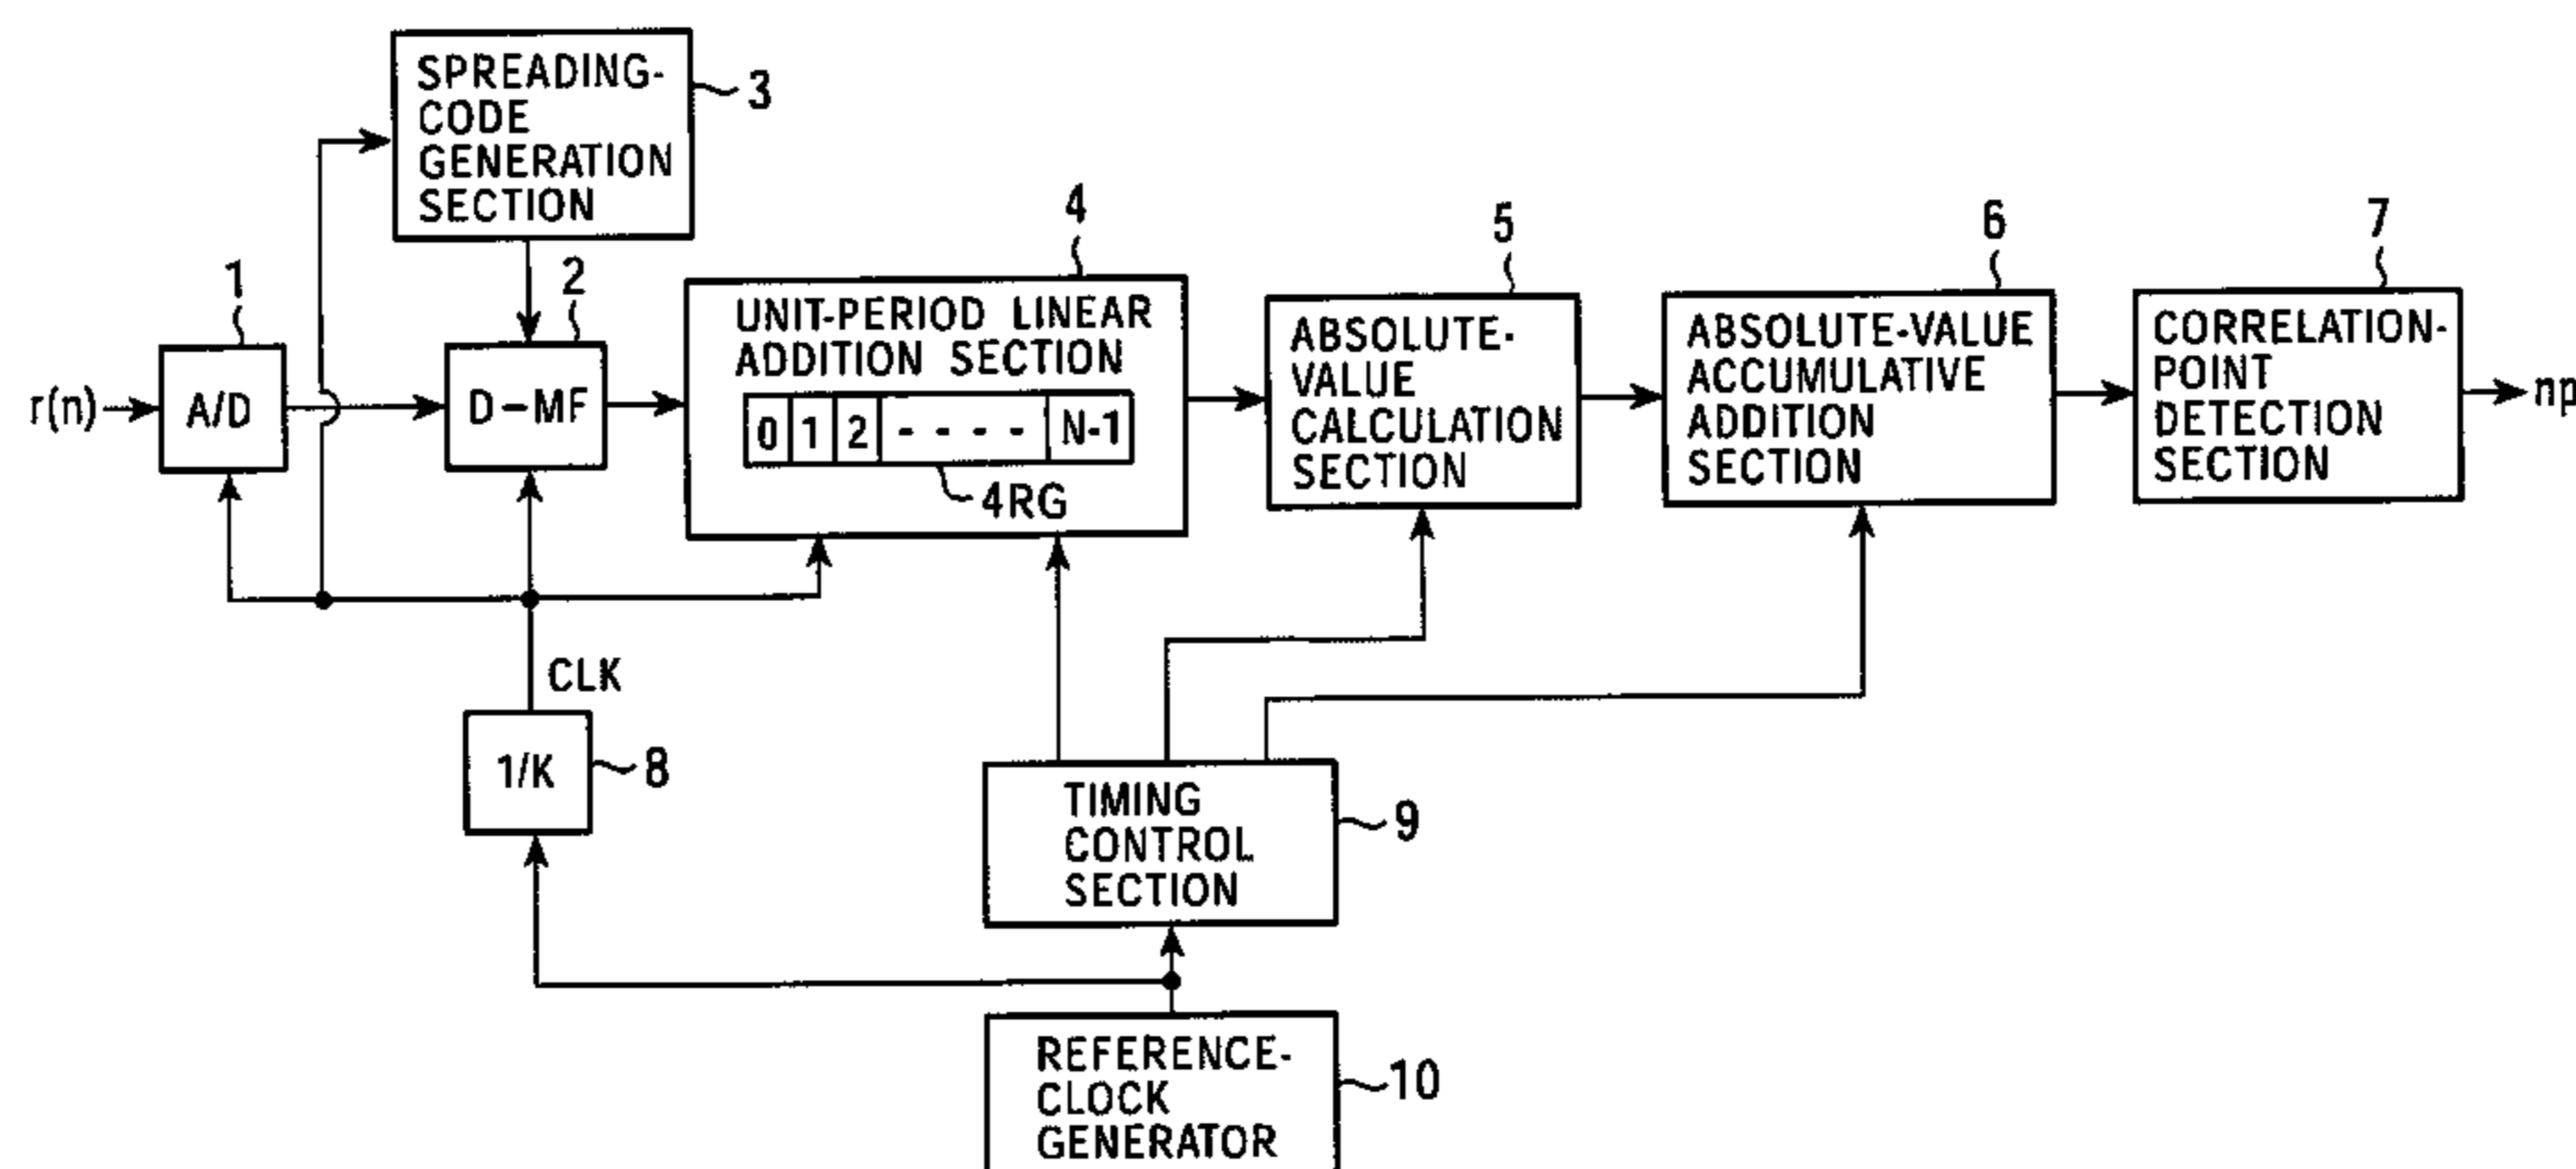 SPREADING-
CODE
GENERATION
SECTION
3
1
2
4
5
6
7
r(n)
A/D
D-MF
UNIT-PERIOD LINEAR
ADDITION SECTION
0 1 2 - - - - N-1
4RG
ABSOLUTE-
VALUE
CALCULATION
SECTION
ABSOLUTE-VALUE
ACCUMULATIVE
ADDITION
SECTION
CORRELATION-
POINT
DETECTION
SECTION
np
CLK
1/K
8
TIMING
CONTROL
SECTION
9
REFERENCE-
CLOCK
GENERATOR
10